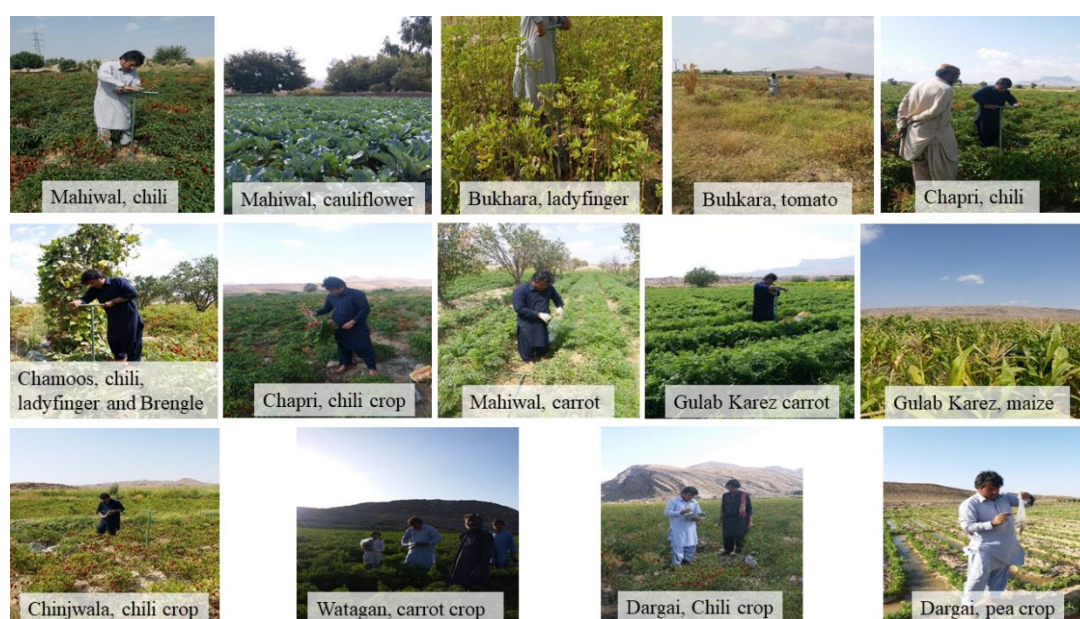 Mahiwal, chili
Mahiwal, cauliflower
Bukhara, ladyfinger
Buhkara, tomato
Chapri, chili
Chamoos, chili,
ladyfinger and Brengle
Chapri, chili crop
Mahiwal, carrot
Gulab Karez carrot
Gulab Karez, maize
Chinjwala, chili crop
Watagan, carrot crop
Dargai, Chili crop
Dargai, pea crop